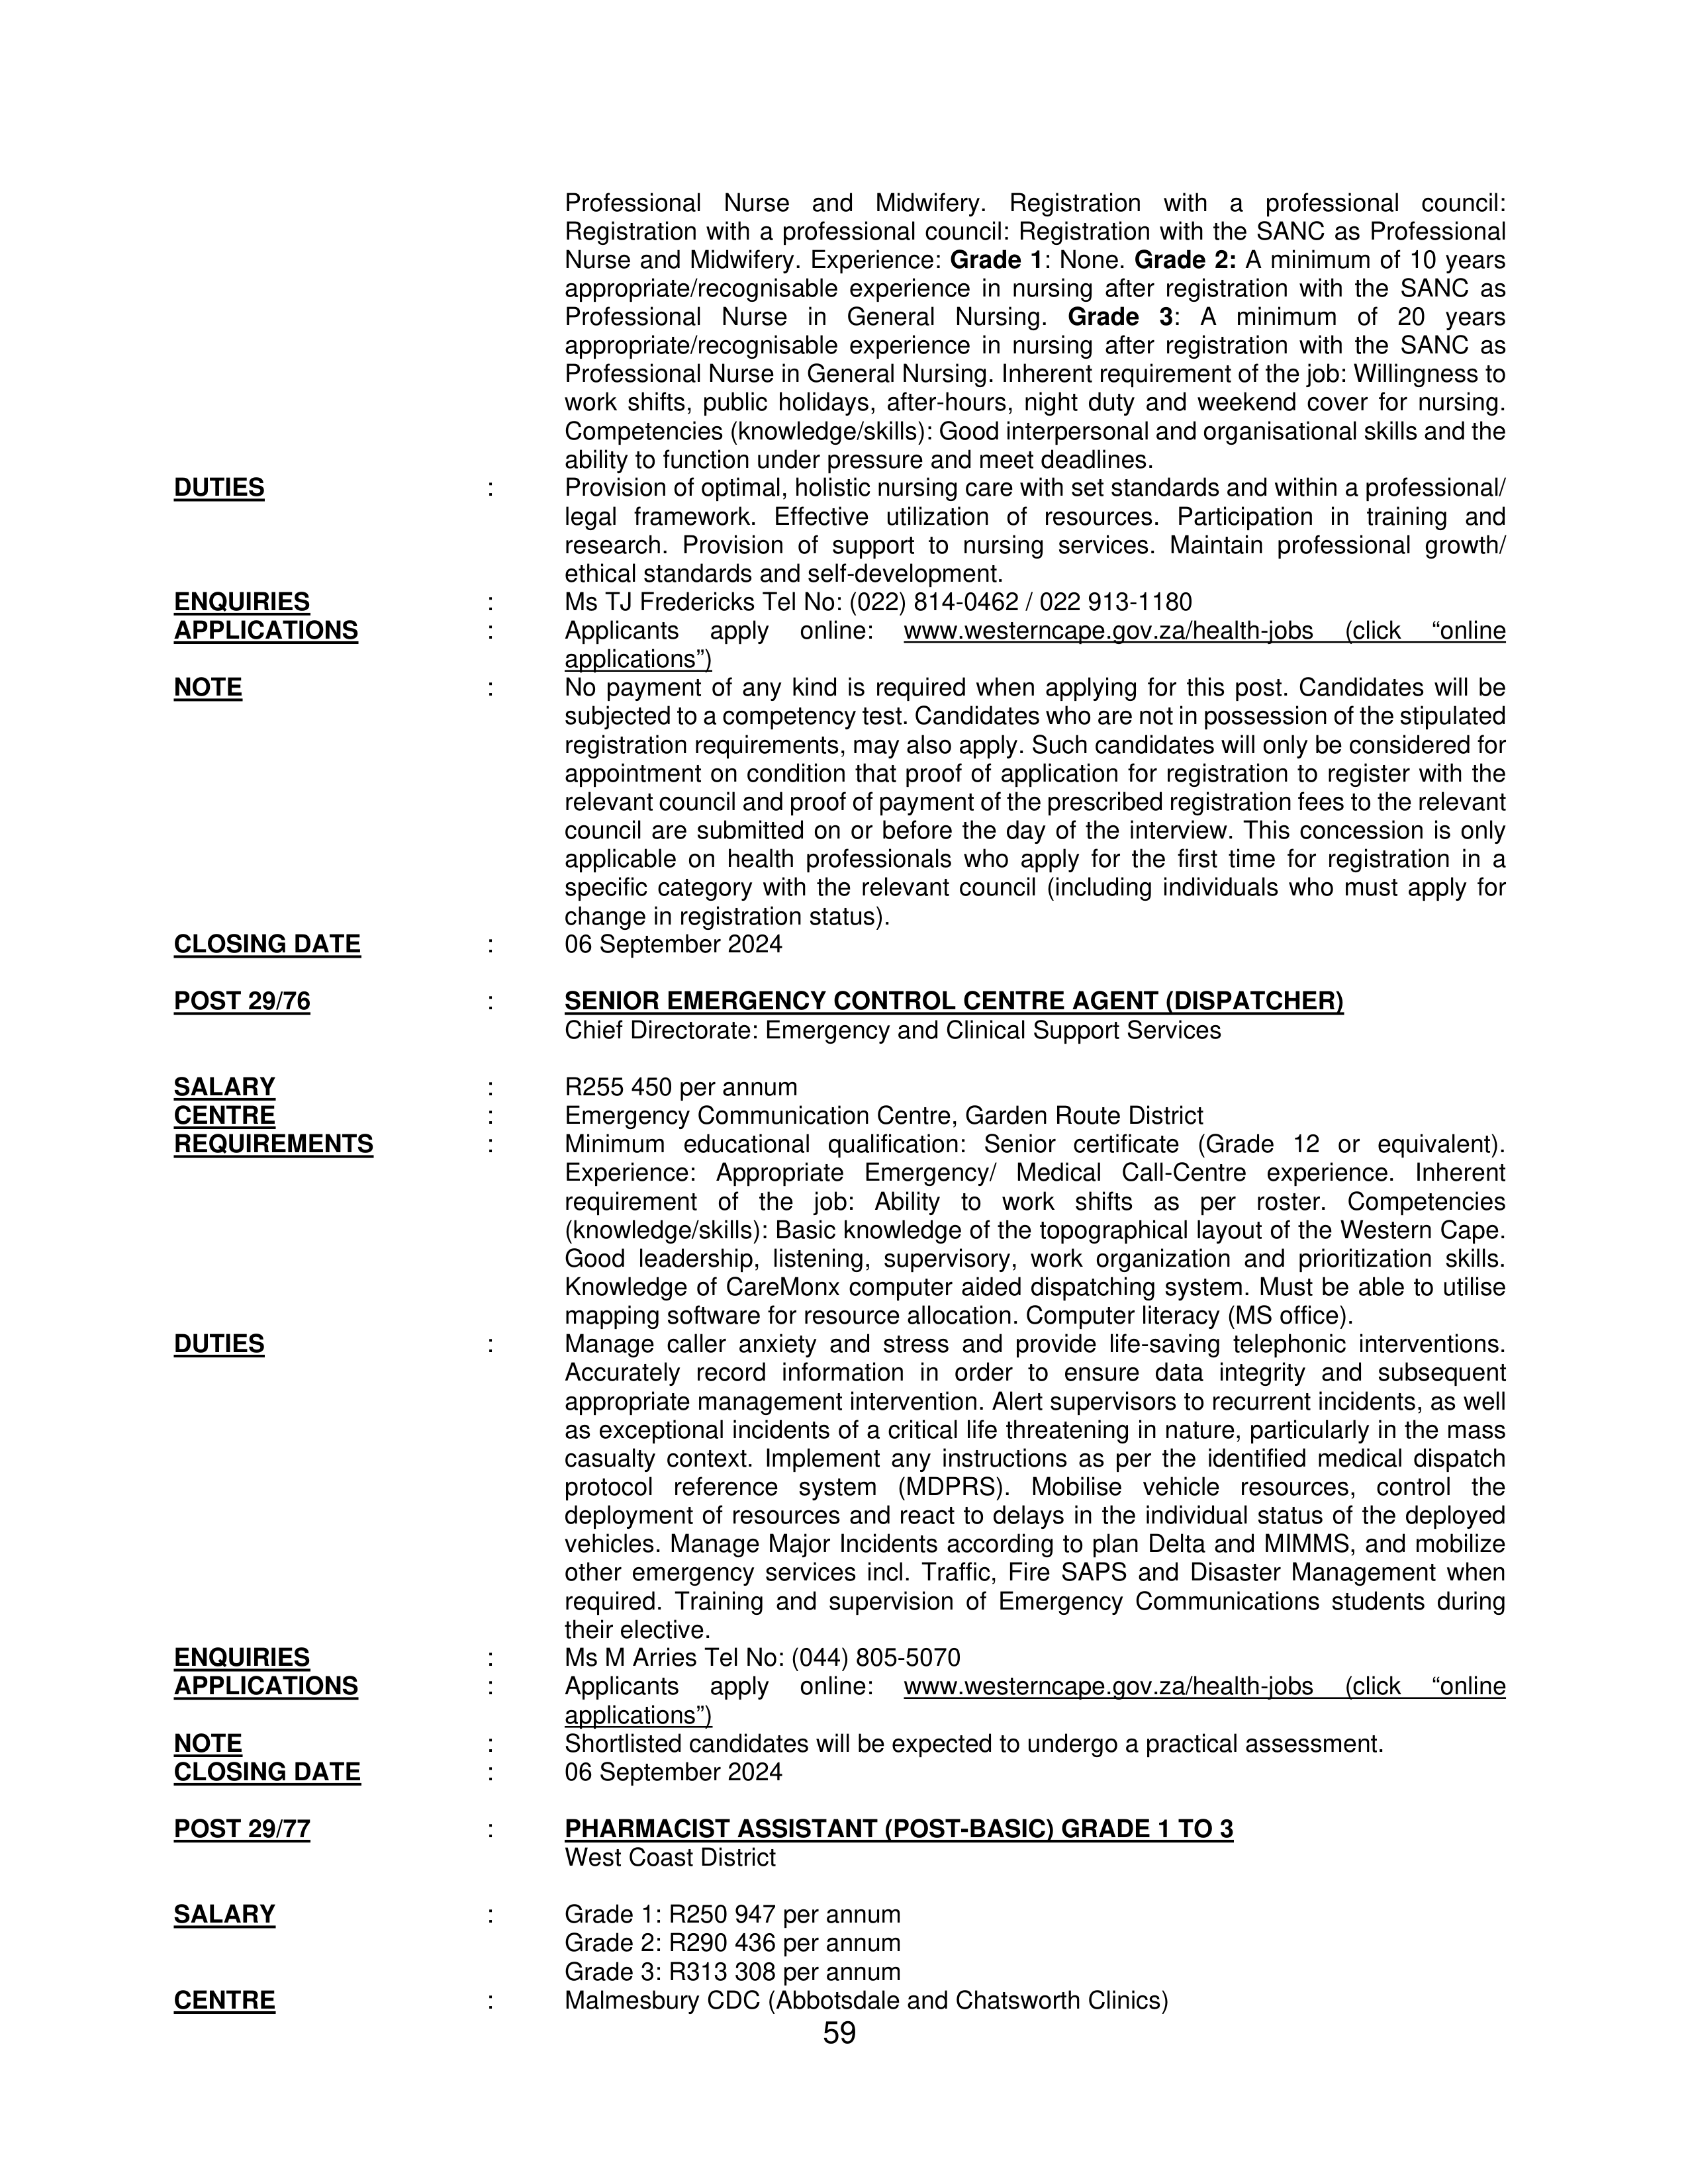 Professional Nurse and Midwifery. Registration with a professional council:
Registration with a professional council: Registration with the SANC as Professional
Nurse and Midwifery. Experience: Grade 1: None. Grade 2: A minimum of 10 years
appropriate/recognisable experience in nursing after registration with the SANC as
Professional Nurse in General Nursing. Grade 3: A minimum of 20 years
appropriate/recognisable experience in nursing after registration with the SANC as
Professional Nurse in General Nursing. Inherent requirement of the job: Willingness to
work shifts, public holidays, after-hours, night duty and weekend cover for nursing.
Competencies (knowledge/skills): Good interpersonal and organisational skills and the
ability to function under pressure and meet deadlines.
DUTIES : Provision of optimal, holistic nursing care with set standards and within a professional/
legal framework. Effective utilization of resources. Participation in training and
research. Provision of support to nursing services. Maintain professional growth/
ethical standards and self-development.
ENQUIRIES : Ms TJ Fredericks Tel No: (022) 814-0462 / 022 913-1180
APPLICATIONS : Applicants apply online: www.westerncape.gov.za/health-jobs (click “online
applications”)
NOTE : No payment of any kind is required when applying for this post. Candidates will be
subjected to a competency test. Candidates who are not in possession of the stipulated
registration requirements, may also apply. Such candidates will only be considered for
appointment on condition that proof of application for registration to register with the
relevant council and proof of payment of the prescribed registration fees to the relevant
council are submitted on or before the day of the interview. This concession is only
applicable on health professionals who apply for the first time for registration in a
specific category with the relevant council (including individuals who must apply for
change in registration status).
CLOSING DATE : 06 September 2024
POST 29/76 : SENIOR EMERGENCY CONTROL CENTRE AGENT (DISPATCHER)
Chief Directorate: Emergency and Clinical Support Services
SALARY : R255 450 per annum
CENTRE : Emergency Communication Centre, Garden Route District
REQUIREMENTS : Minimum educational qualification: Senior certificate (Grade 12 or equivalent).
Experience: Appropriate Emergency/ Medical Call-Centre experience. Inherent
requirement of the job: Ability to work shifts as per roster. Competencies
(knowledge/skills): Basic knowledge of the topographical layout of the Western Cape.
Good leadership, listening, supervisory, work organization and prioritization skills.
Knowledge of CareMonx computer aided dispatching system. Must be able to utilise
mapping software for resource allocation. Computer literacy (MS office).
DUTIES : Manage caller anxiety and stress and provide life-saving telephonic interventions.
Accurately record information in order to ensure data integrity and subsequent
appropriate management intervention. Alert supervisors to recurrent incidents, as well
as exceptional incidents of a critical life threatening in nature, particularly in the mass
casualty context. Implement any instructions as per the identified medical dispatch
protocol reference system (MDPRS). Mobilise vehicle resources, control the
deployment of resources and react to delays in the individual status of the deployed
vehicles. Manage Major Incidents according to plan Delta and MIMMS, and mobilize
other emergency services incl. Traffic, Fire SAPS and Disaster Management when
required. Training and supervision of Emergency Communications students during
their elective.
ENQUIRIES : Ms M Arries Tel No: (044) 805-5070
APPLICATIONS : Applicants apply online: www.westerncape.gov.za/health-jobs (click “online
applications”)
NOTE : Shortlisted candidates will be expected to undergo a practical assessment.
CLOSING DATE : 06 September 2024
POST 29/77 : PHARMACIST ASSISTANT (POST-BASIC) GRADE 1 TO 3
West Coast District
SALARY : Grade 1: R250 947 per annum
Grade 2: R290 436 per annum
Grade 3: R313 308 per annum
CENTRE : Malmesbury CDC (Abbotsdale and Chatsworth Clinics)
59